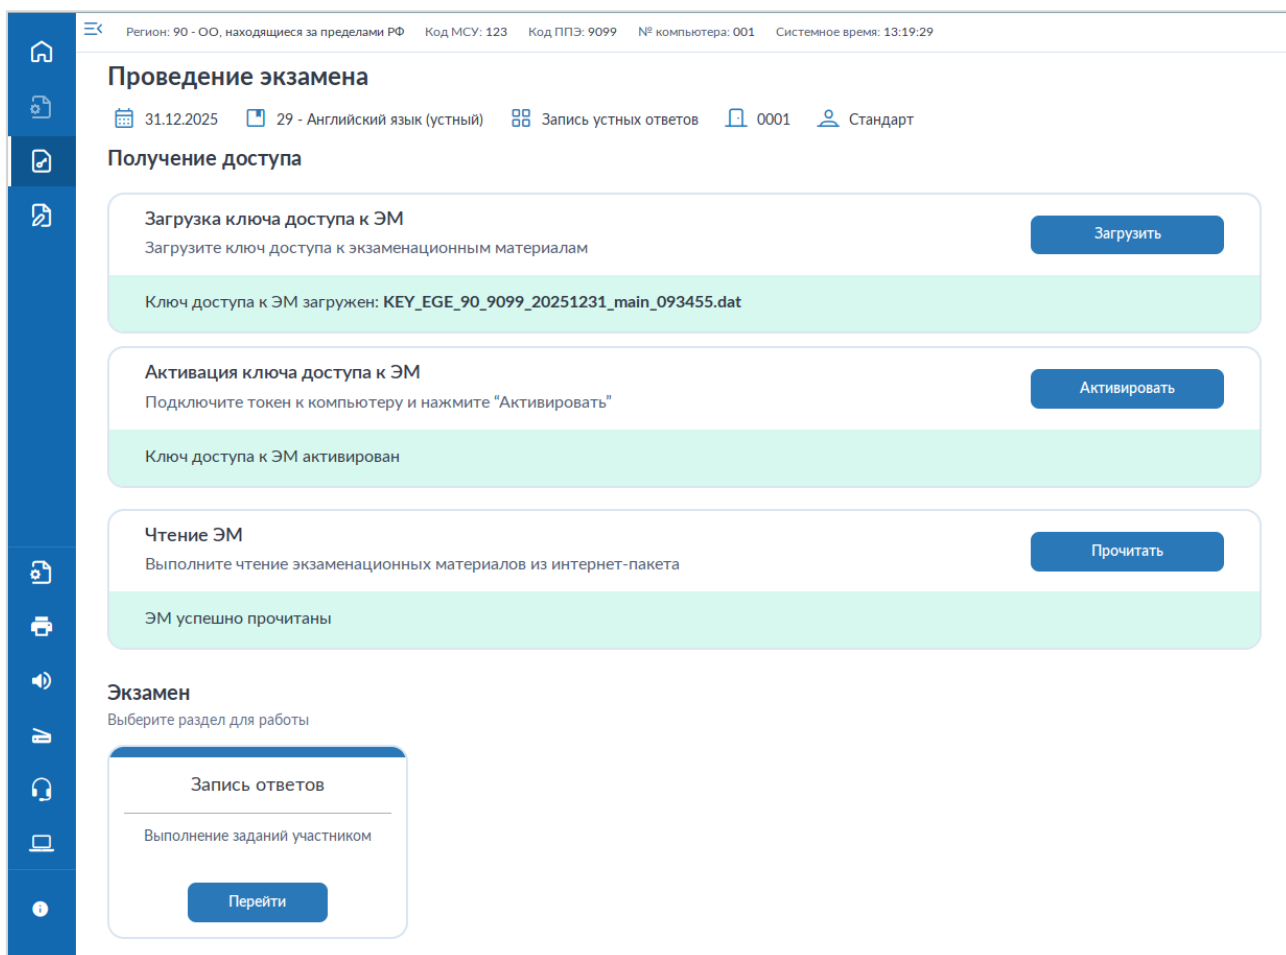 Регион: 90 - ОО, находящиеся за пределами РФ Код МСУ: 123 Код ППЭ: 9099 № компьютера: 001 Системное время: 13:19:29
Проведение экзамена
31.12.2025 29 - Английский язык (устный) Запись устных ответов 0001 Стандарт
Получение доступа
Загрузка ключа доступа к ЭМ
Загрузите ключ доступа к экзаменационным материалам
Загрузить
Ключ доступа к ЭМ загружен: KEY_EGE_90_9099_20251231_main_093455.dat
Активация ключа доступа к ЭМ
Подключите токен к компьютеру и нажмите “Активировать”
Активировать
Ключ доступа к ЭМ активирован
Чтение ЭМ
Выполните чтение экзаменационных материалов из интернет-пакета
Прочитать
ЭМ успешно прочитаны
Экзамен
Выберите раздел для работы
Запись ответов
Выполнение заданий участником
Перейти